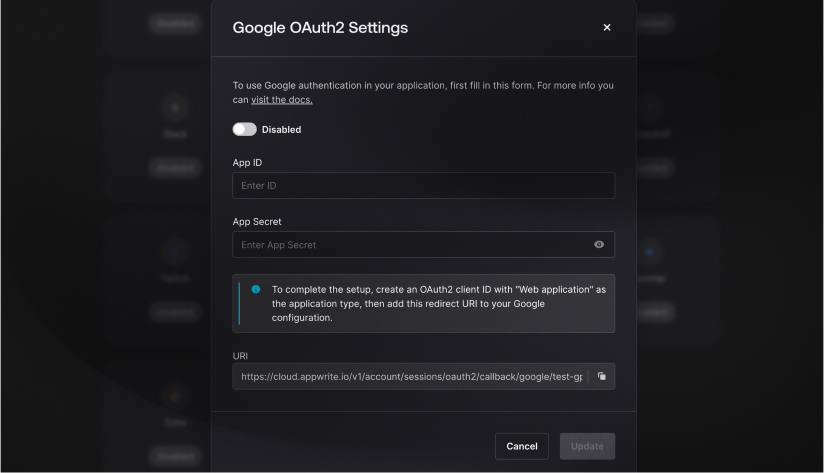 Google OAuth2 Settings
To use Google authentication in your application, first fill in this form. For more info you
can visit the docs.
Disabled
App ID
Enter ID
App Secret
Enter App Secret
To complete the setup, create an OAuth2 client ID with "Web application" as
the application type, then add this redirect URI to your Google
configuration.
URI
https://cloud.appwrite.io/v1/account/sessions/oauth2/callback/google/test-gp
Cancel
Update